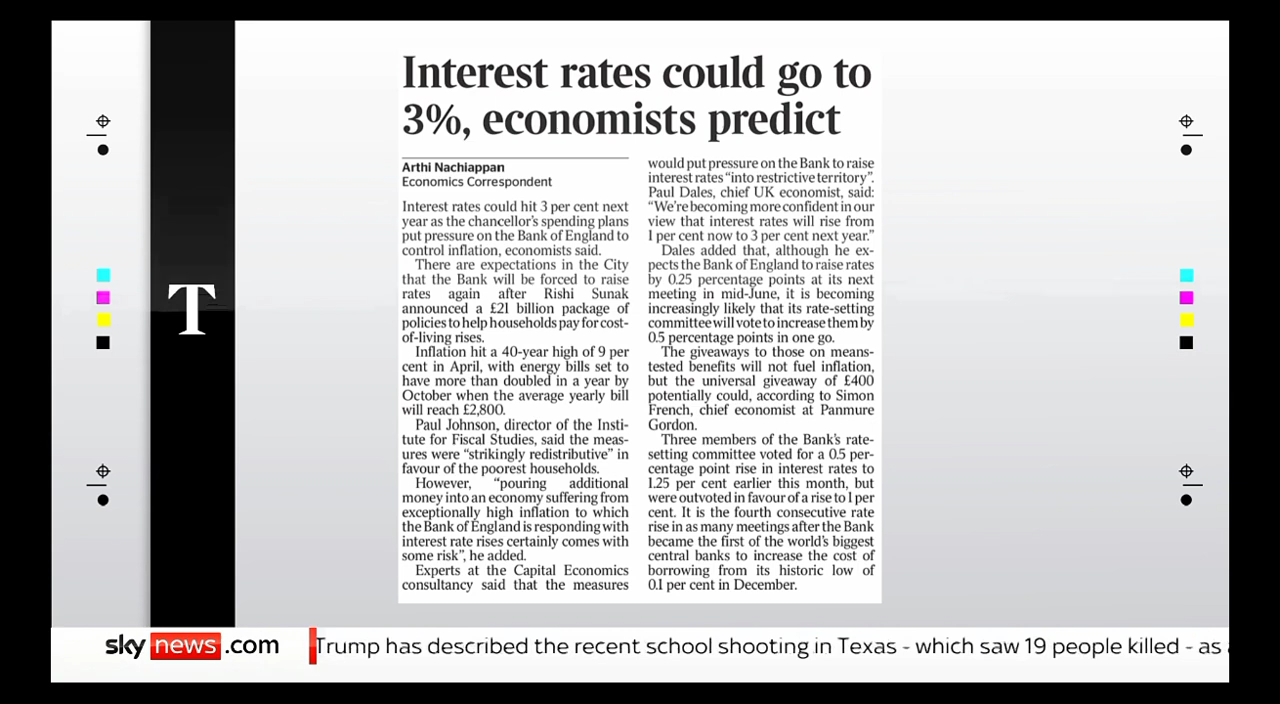 Interest rates could go to
3%, economists predict
Arthi Nachiappan
Economics Correspondent
Interest rates could hit 3 per cent next
year as the chancellor's spending plans
put pressure on the Bank of England to
control inflation, economists said.
There are expectations in the City
that the Bank will be forced to raise
rates again after Rishi Sunak
announced a £21 billion package of
policies to help households pay for cost-
of-living rises.
Inflation hit a 40-year high of 9 per
cent in April, with energy bills set to
have more than doubled in a year by
October when the average yearly bill
will reach £2,800.
Paul Johnson, director of the Insti-
tute for Fiscal Studies, said the meas-
ures were “strikingly redistributive” in
favour of the poorest households.
However, “pouring additional
money into an economy suffering from
exceptionally high inflation to which
the Bank of England is responding with
interest rate rises certainly comes with
some risk”, he added.
Experts at the Capital Economics
consultancy said that the measures
would put pressure on the Bank to raise
interest rates “into restrictive territory”.
Paul Dales, chief UK economist, said:
“We're becoming more confident in our
view that interest rates will rise from
1 per cent now to 3 per cent next year.”
Dales added that, although he ex-
pects the Bank of England to raise rates
by 0.25 percentage points at its next
meeting in mid-June, it is becoming
increasingly likely that its rate-setting
committee will vote to increase them by
0.5 percentage points in one go.
The giveaways to those on means-
tested benefits will not fuel inflation,
but the universal giveaway of £400
potentially could, according to Simon
French, chief economist at Panmure
Gordon.
Three members of the Bank's rate-
setting committee voted for a 0.5 per-
centage point rise in interest rates to
1.25 per cent earlier this month, but
were outvoted in favour of a rise to 1 per
cent. It is the fourth consecutive rate
rise in as many meetings after the Bank
became the first of the world's biggest
central banks to increase the cost of
borrowing from its historic low of
0.1 per cent in December.
T
sky news.com
Trump has described the recent school shooting in Texas - which saw 19 people killed - as